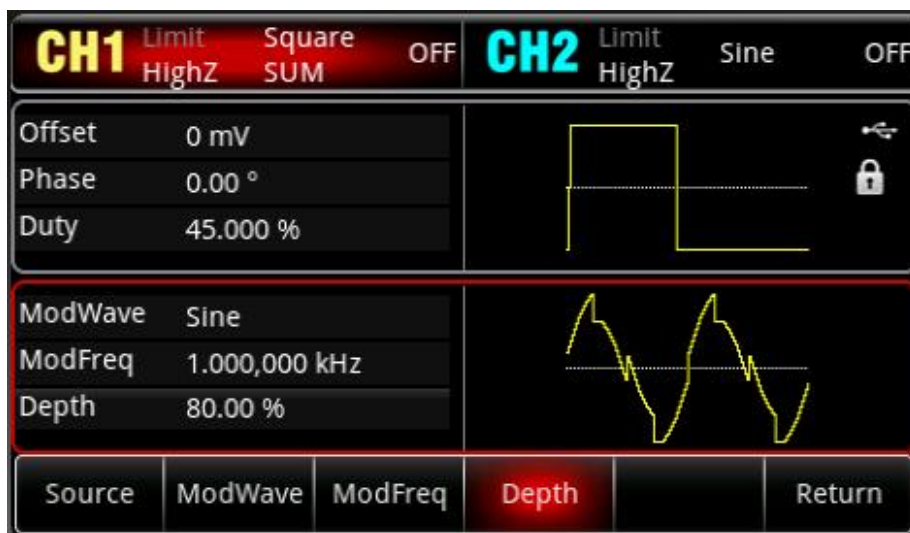 CH1 Limit Square OFF CH2 Limit Sine OFF
HighZ SUM HighZ
Offset 0 mV
Phase 0.00 °
Duty 45.000 %
ModWave Sine
ModFreq 1.000,000 kHz
Depth 80.00 %
Source ModWave ModFreq Depth Return